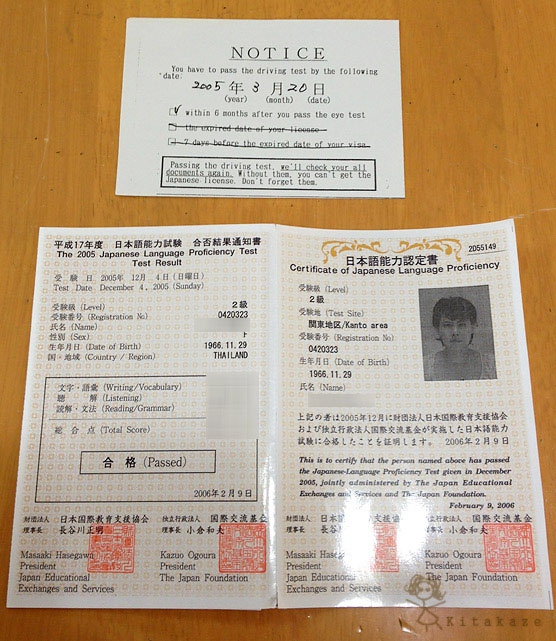 NOTICE
You have to pass the driving test by the following
date.
2005年 3月 20日
(year) (month) (date)
within 6 months after you pass the eye test
the expired date of your license
7 days before the expired date of your visa
Passing the driving test, we'll check your all
documents again. Without them, you can't get the
Japanese license. Don't forget them.
平成17年度 日本語能力試験 合否結果通知書
The 2005 Japanese Language Proficiency Test
Test Result
受験日 2005年 12月 4日(日曜日)
Test Date December 4, 2005 (Sunday)
受験級 (Level) 2級
受験番号 (Registration No) 0420323
氏名 (Name)
性別 (Sex)
生年月日 (Date of Birth) 1966.11.29
国・地域 (Country / Region) THAILAND
文字・語彙 (Writing/Vocabulary)
聴解 (Listening)
読解・文法 (Reading/Grammar)
総合点 (Total Score)
合格 (Passed)
2006年2月9日
財団法人 日本国際教育支援協会
理事長 長谷川正明
Masaaki Hasegawa
President
Japan Educational
Exchanges and Services
独立行政法人 国際交流基金
理事長 小倉和夫
Kazuo Ogoura
President
The Japan Foundation
2D55149
日本語能力認定書
Certificate of Japanese Language Proficiency
受験級 (Level)
2級
受験地 (Test Site)
関東地区/Kanto area
受験番号 (Registration No)
0420323
生年月日 (Date of Birth)
1966.11.29
氏名 (Name)
上記の者は2005年12月に財団法人日本国際教育支援協会
および独立行政法人国際交流基金が実施した日本語能力
試験に合格したことを証明します。 2006年2月9日
This is to certify that the person named above has passed
the Japanese-Language Proficiency Test given in December
2005, jointly administered by The Japan Educational
Exchanges and Services and The Japan Foundation.
February 9, 2006
財団法人 日本国際教育支援協会
理事長
Masaaki Hasegawa
President
Japan Educational
Exchanges and Services
独立行政法人 国際交流基金
理事長 小倉和夫
Kazuo Ogoura
President
The Japan Foundation
Kitakaze